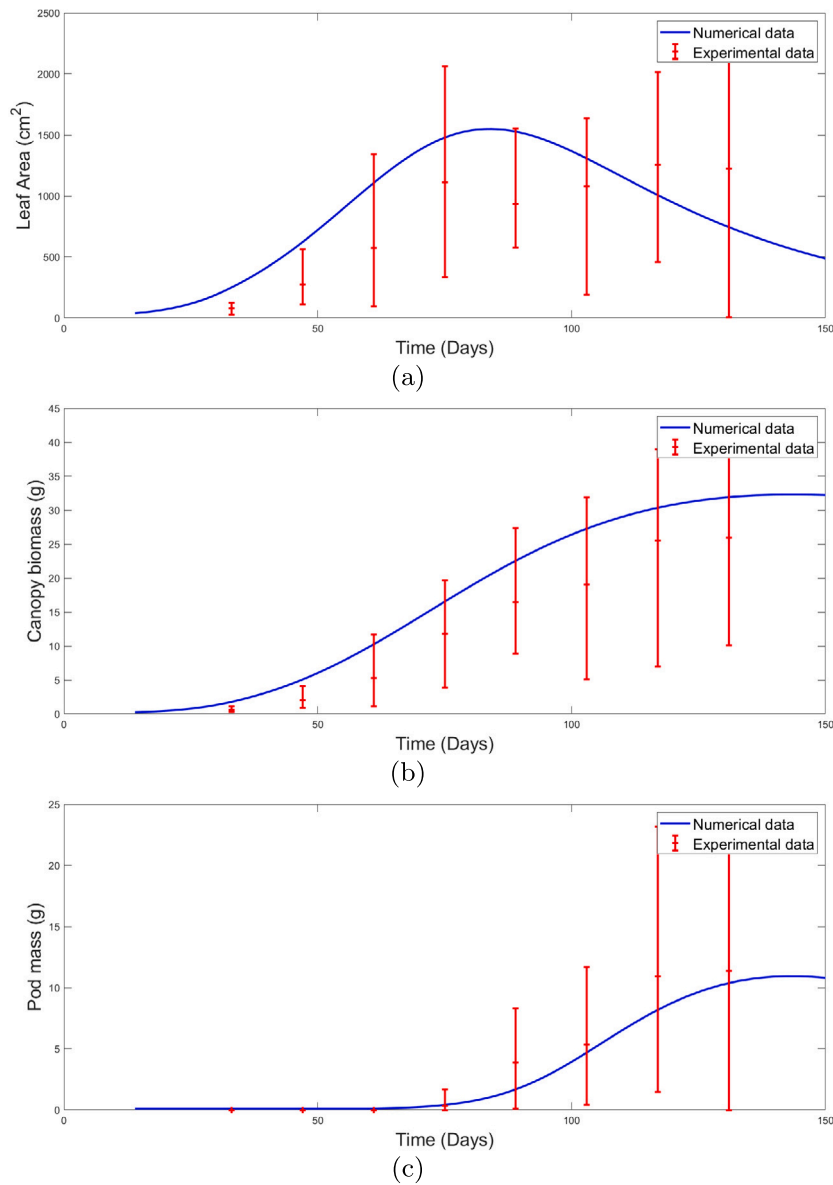 2500
2000
1500
1000
500
0
Leaf Area (cm²)
Numerical data
Experimental data
0 50 100 150
Time (Days)
(a)
45
40
35
30
25
20
15
10
5
0
Canopy biomass (g)
Numerical data
Experimental data
0 50 100 150
Time (Days)
(b)
25
20
15
10
5
0
Pod mass (g)
Numerical data
Experimental data
0 50 100 150
Time (Days)
(c)